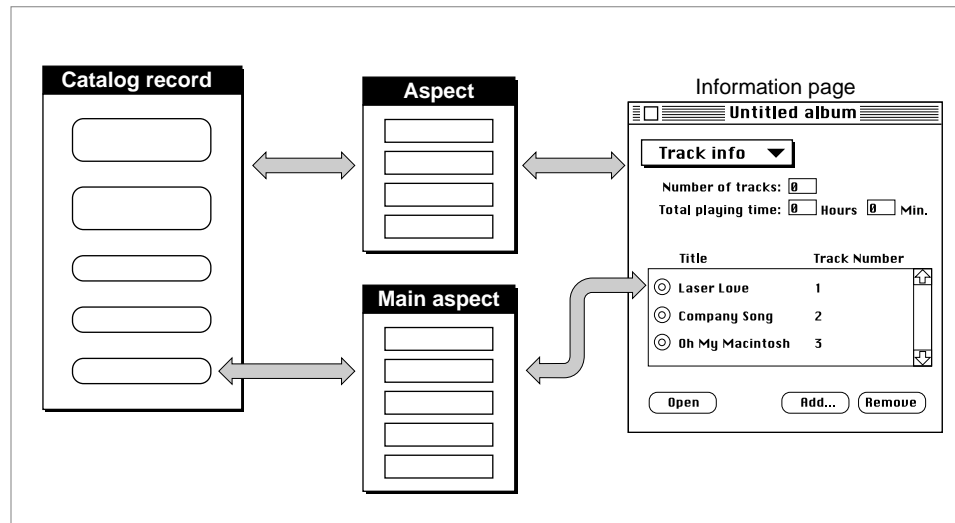 Catalog record
Aspect
Main aspect
Information page
Untitled album
Track info
Number of tracks: 0
Total playing time: 0 Hours 0 Min.
Title Track Number
Laser Love 1
Company Song 2
Oh My Macintosh 3
Open Add... Remove